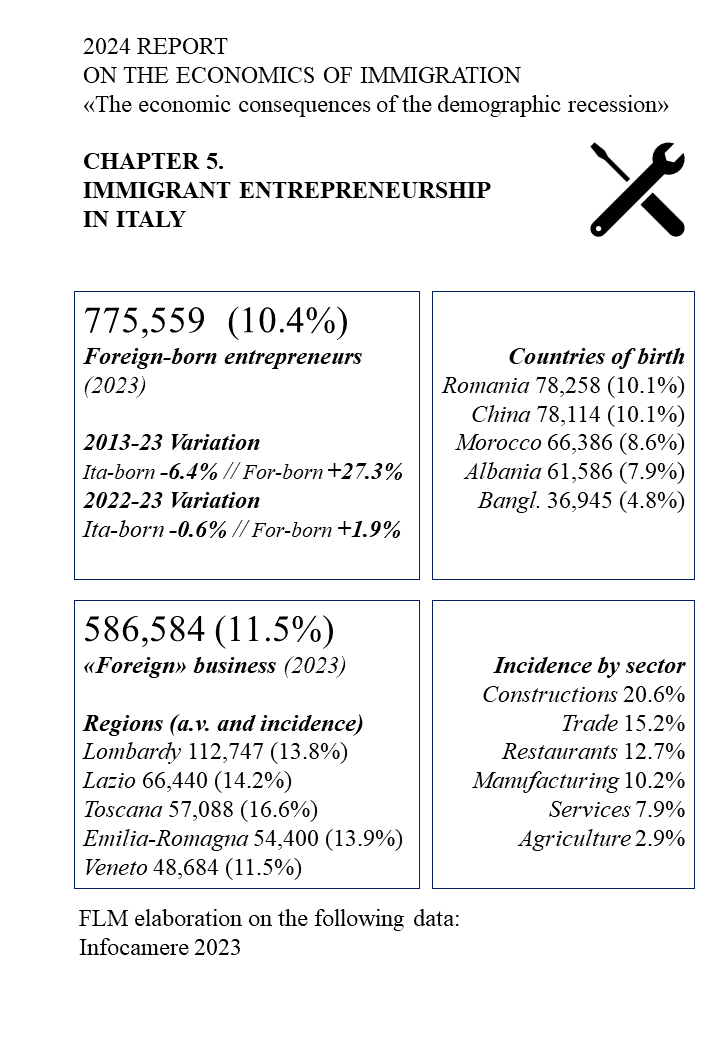 2024 REPORT
ON THE ECONOMICS OF IMMIGRATION
«The economic consequences of the demographic recession»
CHAPTER 5.
IMMIGRANT ENTREPRENEURSHIP
IN ITALY
775,559 (10.4%)
Foreign-born entrepreneurs
(2023)
2013-23 Variation
Ita-born -6.4% // For-born +27.3%
2022-23 Variation
Ita-born -0.6% // For-born +1.9%
Countries of birth
Romania 78,258 (10.1%)
China 78,114 (10.1%)
Morocco 66,386 (8.6%)
Albania 61,586 (7.9%)
Bangl. 36,945 (4.8%)
586,584 (11.5%)
«Foreign» business (2023)
Regions (a.v. and incidence)
Lombardy 112,747 (13.8%)
Lazio 66,440 (14.2%)
Toscana 57,088 (16.6%)
Emilia-Romagna 54,400 (13.9%)
Veneto 48,684 (11.5%)
Incidence by sector
Constructions 20.6%
Trade 15.2%
Restaurants 12.7%
Manufacturing 10.2%
Services 7.9%
Agriculture 2.9%
FLM elaboration on the following data:
Infocamere 2023